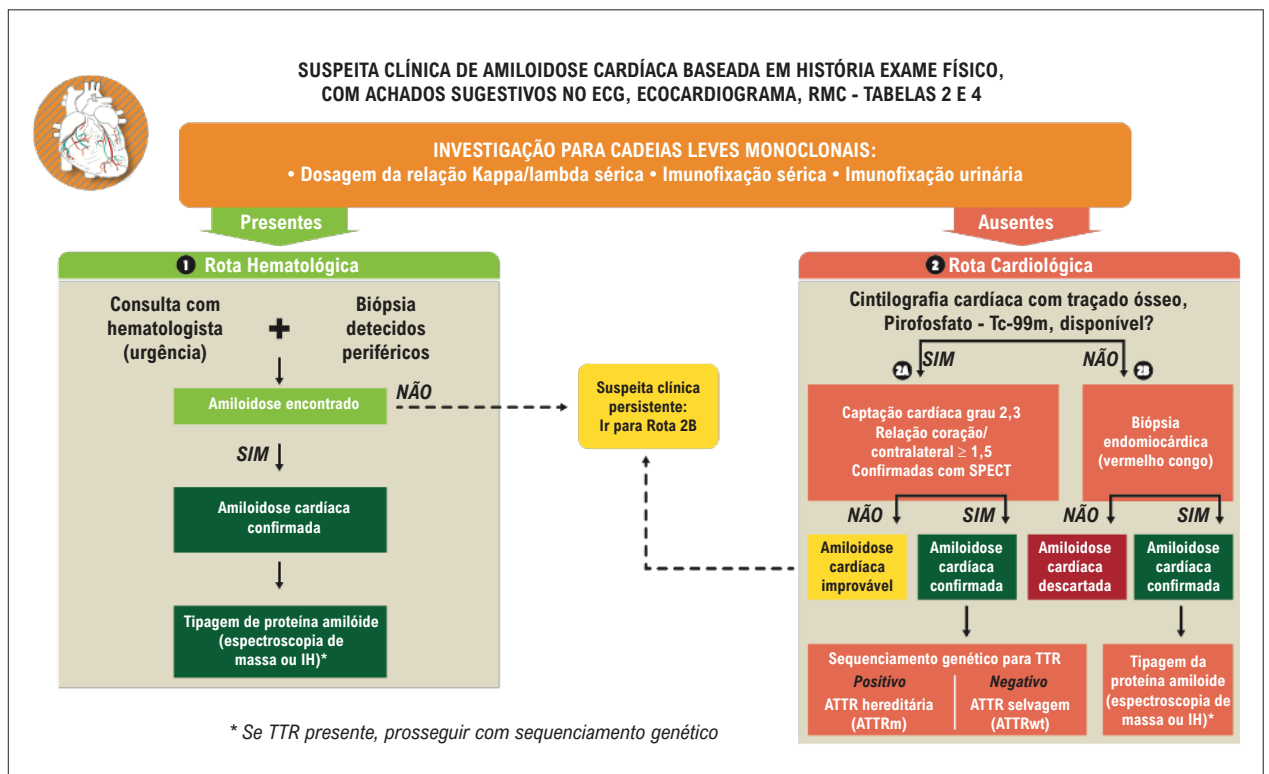 SUSPEITA CLÍNICA DE AMILOIDOSE CARDÍACA BASEADA EM HISTÓRIA EXAME FÍSICO,
COM ACHADOS SUGESTIVOS NO ECG, ECOCARDIOGRAMA, RMC - TABELAS 2 E 4
INVESTIGAÇÃO PARA CADEIAS LEVES MONOCLONAIS:
• Dosagem da relação Kappa/lambda sérica • Imunofixação sérica • Imunofixação urinária
Presentes
Ausentes
1 Rota Hematológica
Consulta com
hematologista
(urgência)
+
Biópsia
detecidos
periféricos
Amiloidose encontrado
NÃO
SIM
Amiloidose cardíaca
confirmada
Tipagem de proteína amilóide
(espectroscopia de
massa ou IH)*
Suspeita clínica
persistente:
Ir para Rota 2B
2 Rota Cardiológica
Cintilografia cardíaca com traçado ósseo,
Pirofosfato - Tc-99m, disponível?
2A SIM
NÃO 2B
Captação cardíaca grau 2,3
Relação coração/
contralateral ≥ 1,5
Confirmadas com SPECT
Biópsia
endomiocárdica
(vermelho congo)
NÃO
SIM
NÃO
SIM
Amiloidose
cardíaca
improvável
Amiloidose
cardíaca
confirmada
Amiloidose
cardíaca
descartada
Amiloidose
cardíaca
confirmada
Sequenciamento genético para TTR
Positivo
ATTR hereditária
(ATTRm)
Negativo
ATTR selvagem
(ATTRwt)
Tipagem da
proteína amiloide
(espectroscopia de
massa ou IH)*
* Se TTR presente, prosseguir com sequenciamento genético